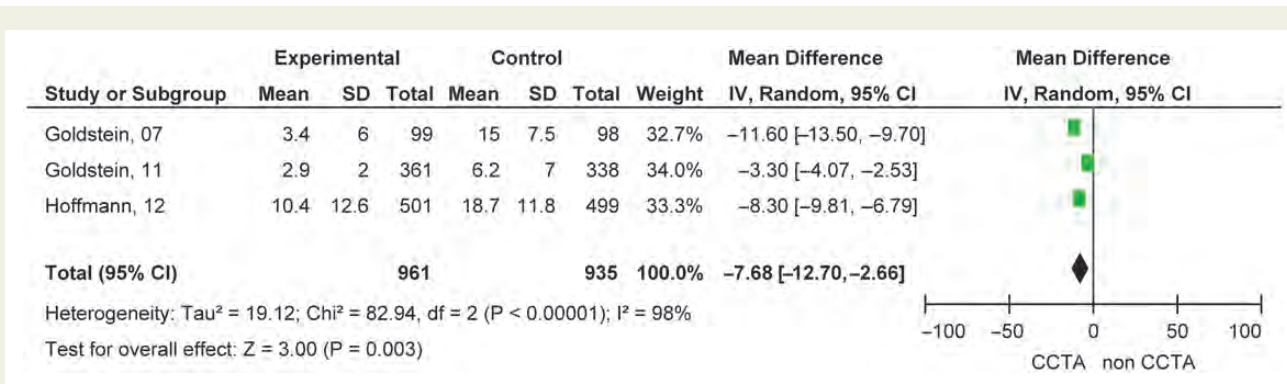 Experimental Control Mean Difference Mean Difference
Study or Subgroup Mean SD Total Mean SD Total Weight IV, Random, 95% CI IV, Random, 95% CI
Goldstein, 07 3.4 6 99 15 7.5 98 32.7% −11.60 [−13.50, −9.70]
Goldstein, 11 2.9 2 361 6.2 7 338 34.0% −3.30 [−4.07, −2.53]
Hoffmann, 12 10.4 12.6 501 18.7 11.8 499 33.3% −8.30 [−9.81, −6.79]
Total (95% CI) 961 935 100.0% −7.68 [−12.70,−2.66]
Heterogeneity: Tau² = 19.12; Chi² = 82.94, df = 2 (P < 0.00001); I² = 98%
Test for overall effect: Z = 3.00 (P = 0.003)
−100 −50 0 50 100
CCTA non CCTA